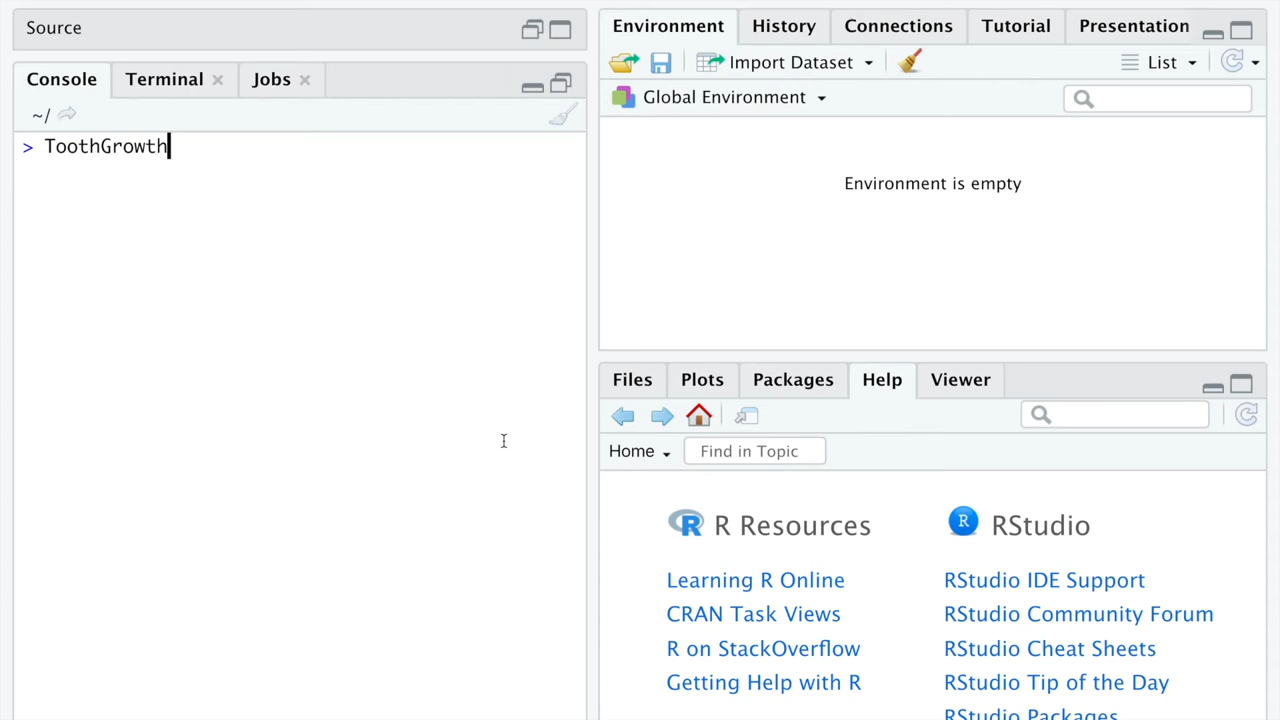 Source
Console Terminal Jobs
~/
> ToothGrowth
Environment History Connections Tutorial Presentation
Import Dataset List
Global Environment
Environment is empty
Files Plots Packages Help Viewer
Home Find in Topic
R R Resources
R RStudio
Learning R Online
CRAN Task Views
R on StackOverflow
Getting Help with R
RStudio IDE Support
RStudio Community Forum
RStudio Cheat Sheets
RStudio Tip of the Day
RStudio Packages